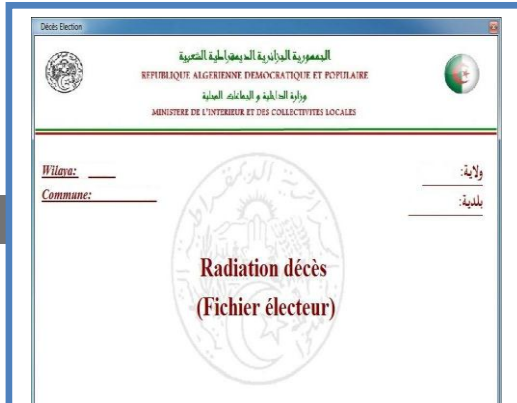 Décès Election
الجمهورية الجزائرية الديمقراطية الشعبية
REPUBLIQUE ALGERIENNE DEMOCRATIQUE ET POPULAIRE
وزارة الداخلية و الجماعات المحلية
MINISTERE DE L'INTERIEUR ET DES COLLECTIVITES LOCALES
Wilaya:
ولاية:
Commune:
بلدية:
Radiation décès
(Fichier électeur)